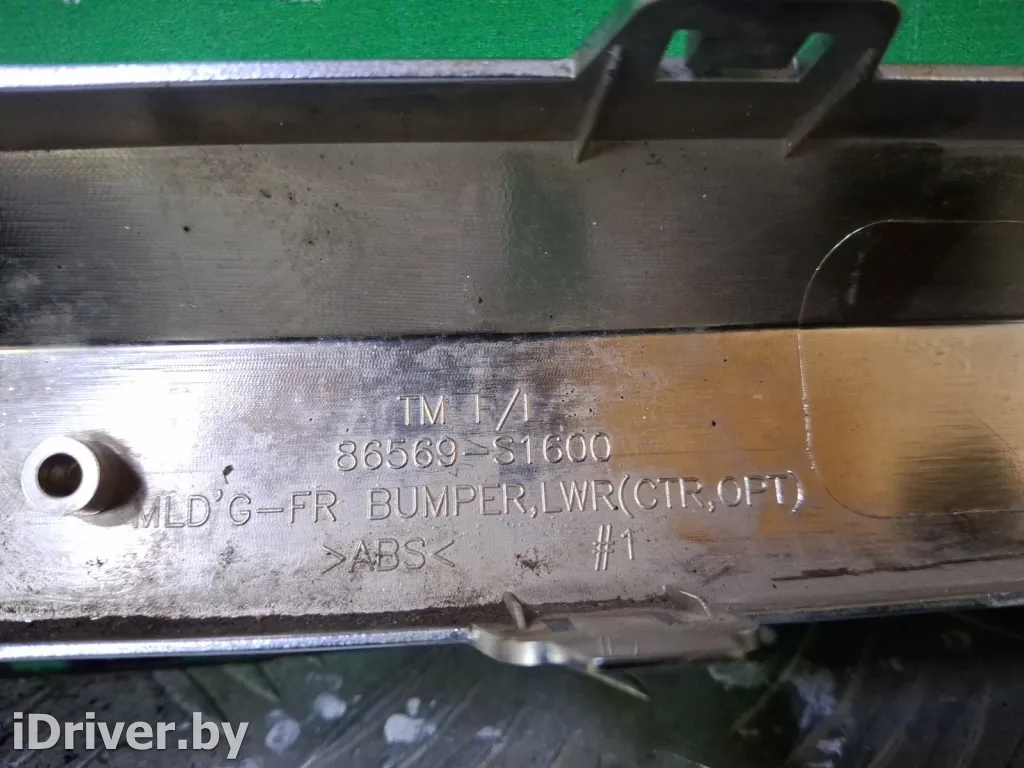 TM I/I
86569-S1600
MLD'G-FR BUMPER,LWR(CTR,OPT)
>ABS< #1
iDriver.by